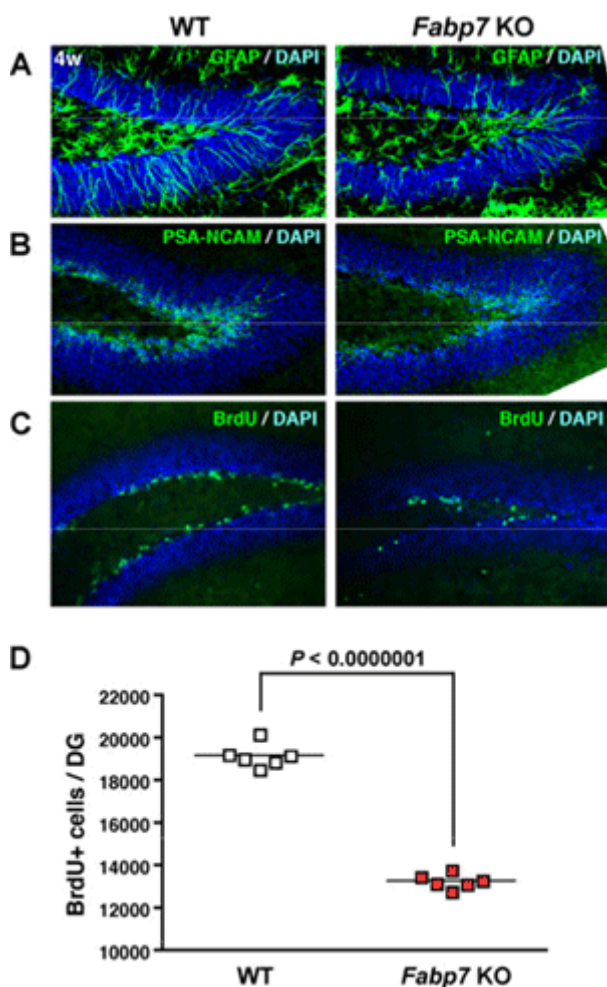 WT Fabp7 KO
A 4w GFAP / DAPI GFAP / DAPI
B PSA-NCAM / DAPI PSA-NCAM / DAPI
C BrdU / DAPI BrdU / DAPI
D
P < 0.0000001
BrdU+ cells / DG
22000
20000
18000
16000
14000
12000
10000
WT Fabp7 KO